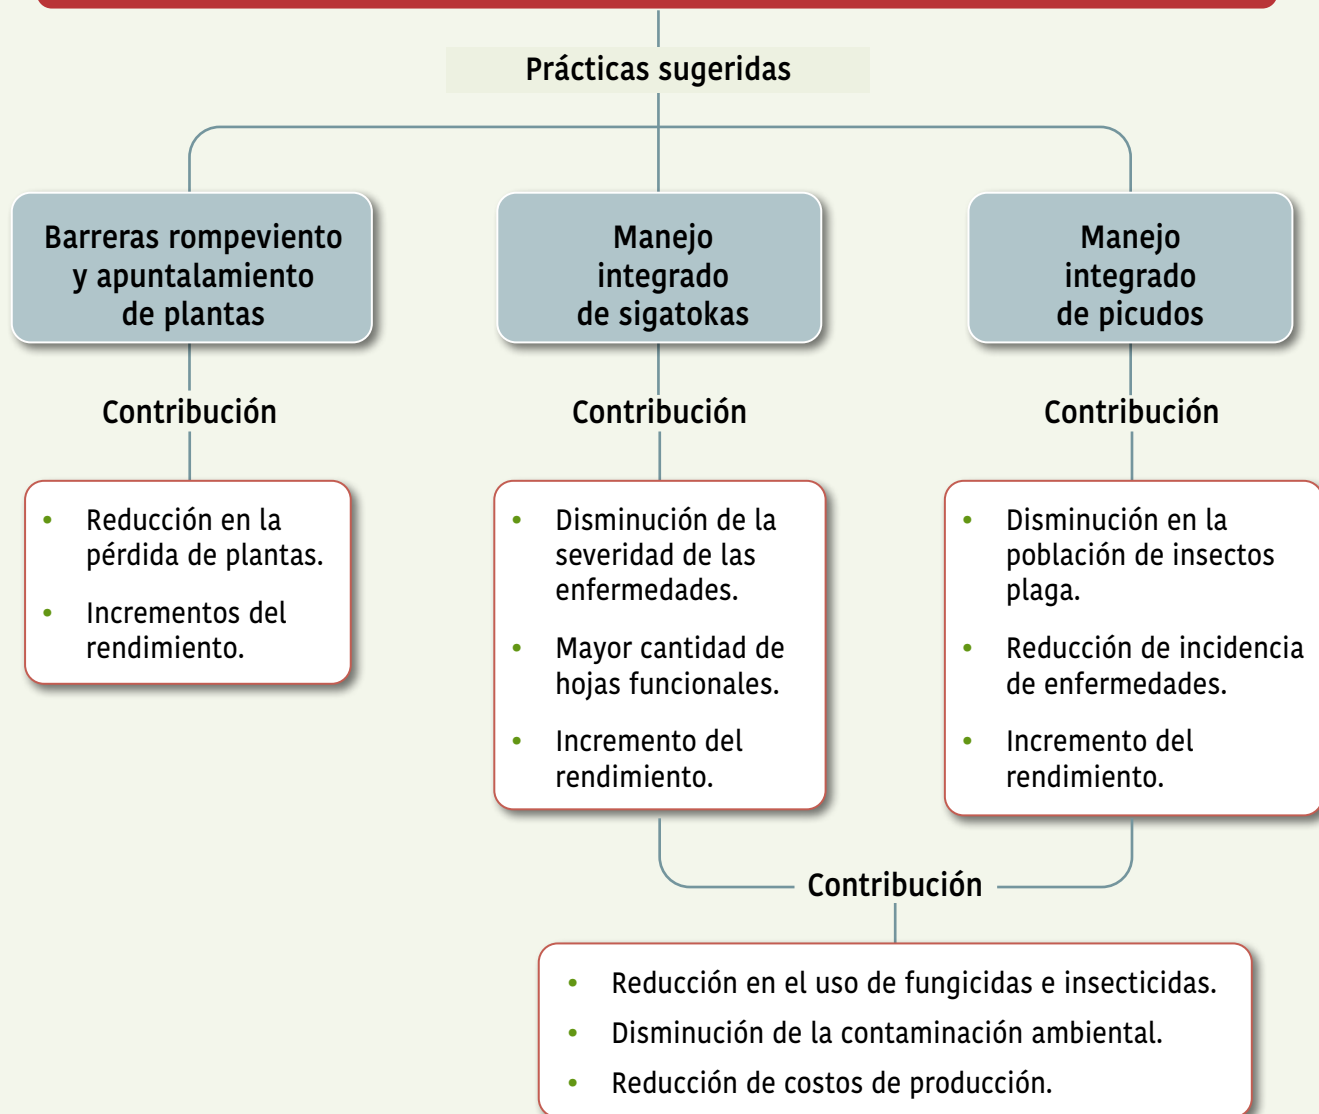 Prácticas sugeridas
Barreras rompeviento
y apuntalamiento
de plantas
Contribución
• Reducción en la
pérdida de plantas.
• Incrementos del
rendimiento.
Manejo
integrado
de sigatokas
Contribución
• Disminución de la
severidad de las
enfermedades.
• Mayor cantidad de
hojas funcionales.
• Incremento del
rendimiento.
Manejo
integrado
de picudos
Contribución
• Disminución en la
población de insectos
plaga.
• Reducción de incidencia
de enfermedades.
• Incremento del
rendimiento.
Contribución
• Reducción en el uso de fungicidas e insecticidas.
• Disminución de la contaminación ambiental.
• Reducción de costos de producción.